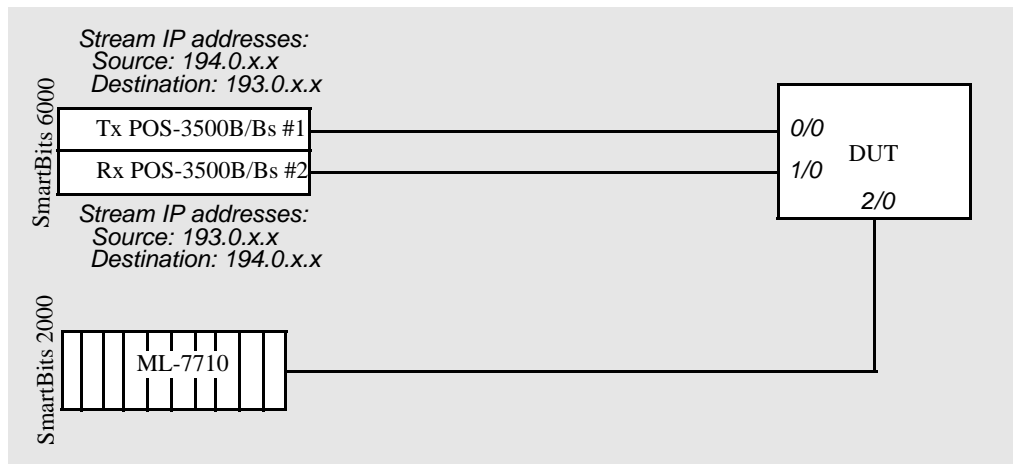 Stream IP addresses:
Source: 194.0.x.x
Destination: 193.0.x.x
SmartBits 6000
Tx POS-3500B/Bs #1
Rx POS-3500B/Bs #2
0/0
DUT
1/0
2/0
Stream IP addresses:
Source: 193.0.x.x
Destination: 194.0.x.x
SmartBits 2000
ML-7710